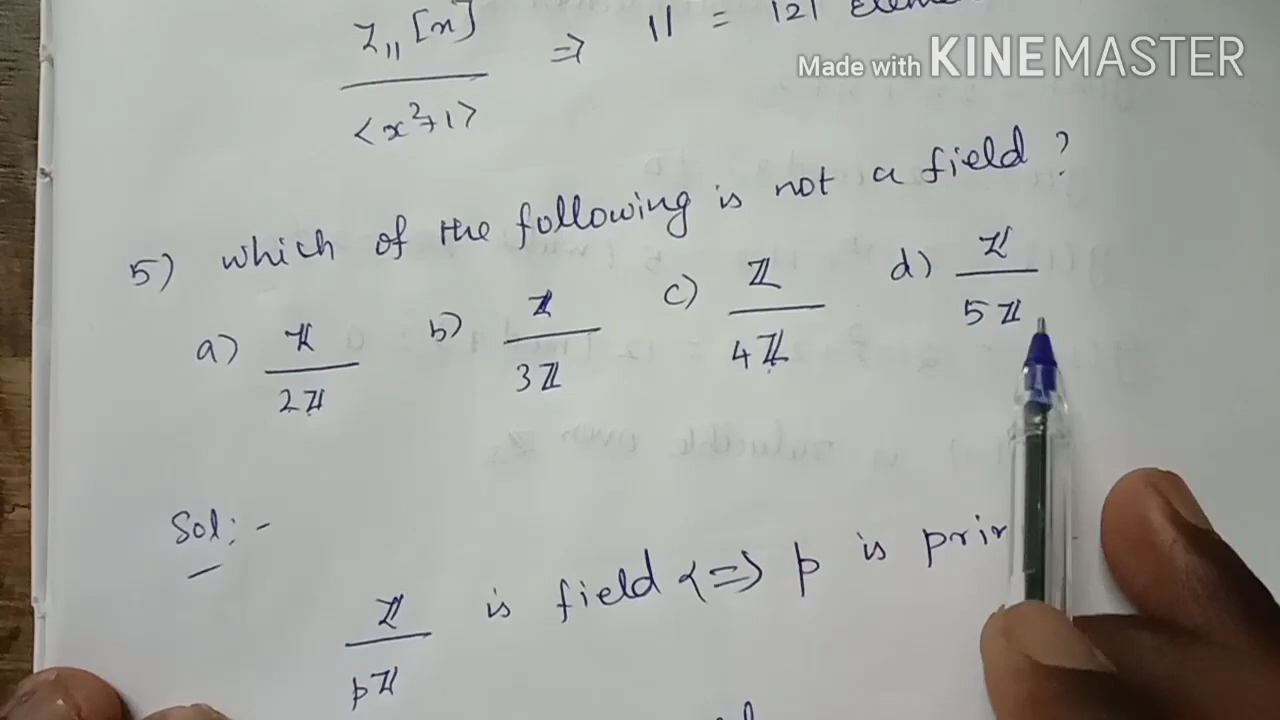 Z₁₁[x] ⇒ 11 = 121
<x²+1>
Made with KINEMASTER
5) which of the following is not a field ?
a) ℤ/2ℤ b) ℤ/3ℤ c) ℤ/4ℤ d) ℤ/5ℤ
Sol:-
ℤ/pℤ is field <=> p is